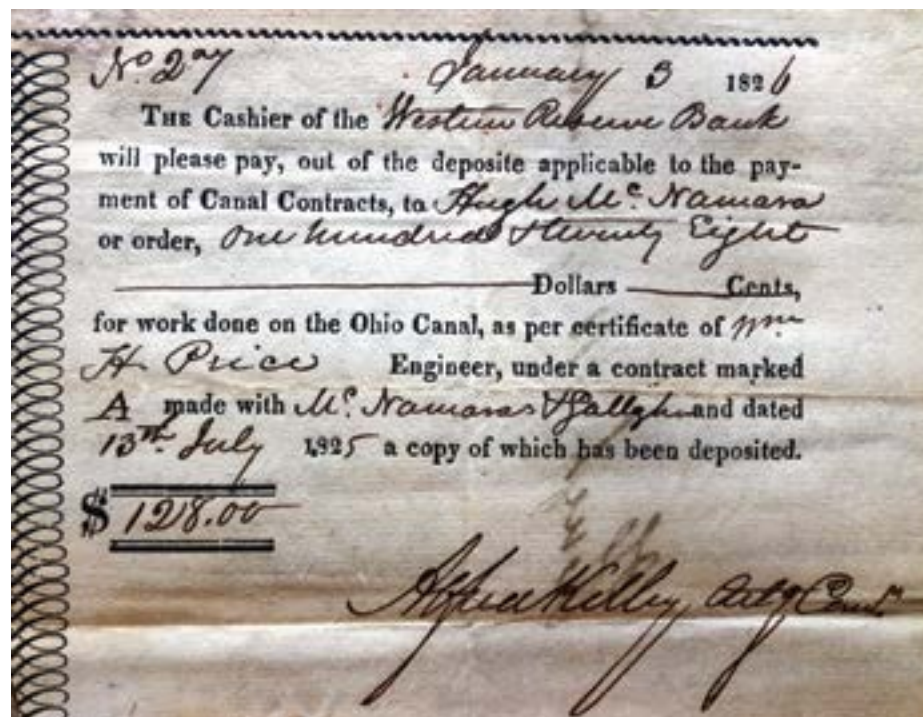 No. 27 January 3 1826
THE Cashier of the Western Reserve Bank
will please pay, out of the deposite applicable to the pay-
ment of Canal Contracts, to Hugh Mc. Namara
or order, One hundred & twenty Eight
Dollars Cents,
for work done on the Ohio Canal, as per certificate of Wm
H. Price Engineer, under a contract marked
A made with Mc. Namaras & and dated
13th July 1825 a copy of which has been deposited.
$ 128.00
Alfred Kelley Actg Comr.